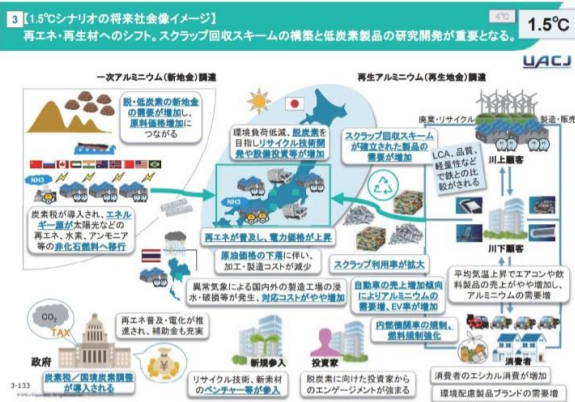 3 【1.5℃シナリオの将来社会像イメージ】
再エネ・再生材へのシフト。スクラップ回収スキームの構築と低炭素製品の研究開発が重要となる。
4℃
1.5℃
UACJ
一次アルミニウム（新地金）調達
再生アルミニウム（再生地金）調達
脱・低炭素の新地金
の需要が増加し、
原料価格増加
につながる
NH3
炭素税が導入され、エネル
ギー源が太陽光などの
再エネ、水素、アンモニア
等の非化石燃料へ移行
環境負荷低減、脱炭素を
目指しリサイクル技術開
発や設備投資等が増加
NH3
再エネが普及し、電力価格が上昇
原油価格の下落に伴い、
加工・製造コストが減少
異常気象による国内外の製造工場の浸
水・破損等が発生、対応コストがやや増加
スクラップ回収スキーム
が確立された製品の
需要が増加
スクラップ利用率が拡大
自動車の売上増加傾向
によりアルミニウムの
需要増、EV率が増加
内燃機関車の規制、
燃料規制強化
廃業・リサイクル
製造・販売
川上顧客
LCA、品質、
軽量性など
で鉄との比
較がされる
川下顧客
平均気温上昇でエアコンや飲
料製品の売上がやや増加し、
アルミニウムの需要増
消費者
消費者のエシカル消費が増加
環境配慮製品ブランドの需要増
CO2
TAX
再エネ普及・電化が推
進され、補助金も充実
政府
炭素税／国境炭素調整
が導入される
新規参入
リサイクル技術、新素材
のベンチャー等が参入
投資家
脱炭素に向けた投資家から
のエンゲージメントが強まる
3-133